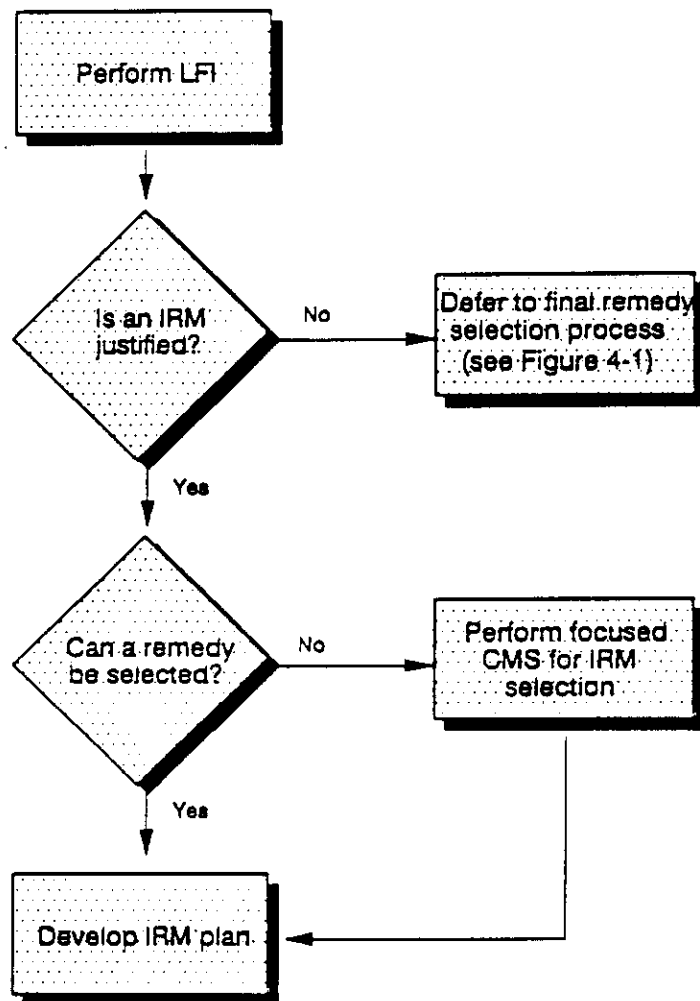 Perform LFI
Is an IRM
justified?
No
Defer to final remedy
selection process
(see Figure 4-1)
Yes
Can a remedy
be selected?
No
Perform focused
CMS for IRM
selection
Yes
Develop IRM plan